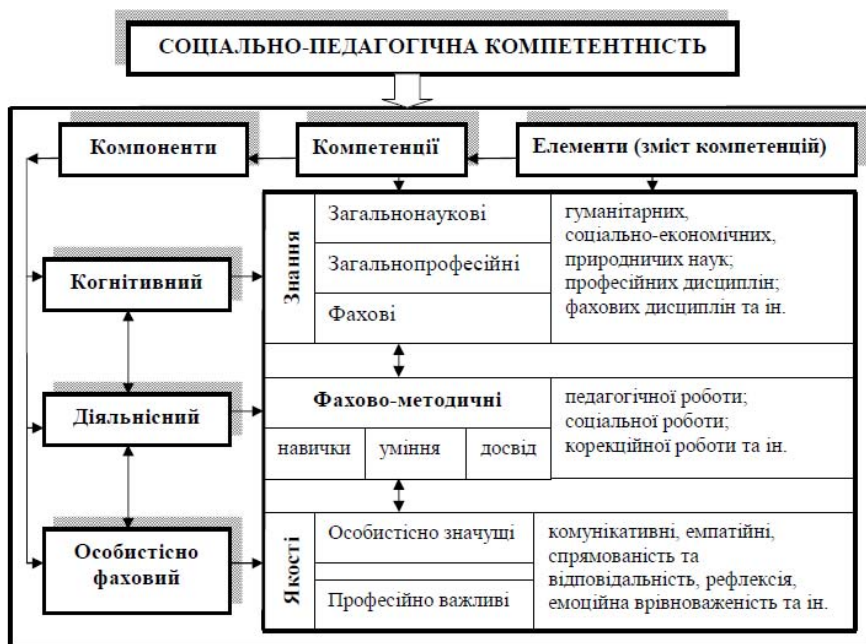 СОЦІАЛЬНО-ПЕДАГОГІЧНА КОМПЕТЕНТНІСТЬ
Компоненти
Компетенції
Елементи (зміст компетенцій)
Когнитивний
Знання
Загальнонаукові
Загальнопрофесійні
Фахові
гуманітарних,
соціально-економічних,
природничих наук;
професійних дисциплін;
фахових дисциплін та ін.
Діяльнісний
Фахово-методичні
навички
уміння
досвід
педагогічної роботи;
соціальної роботи;
корекційної роботи та ін.
Особистісно
фаховий
Якості
Особистісно значущі
Професійно важливі
комунікативні, емпатійні,
спрямованість та
відповідальність, рефлексія,
емоційна врівноваженість та ін.